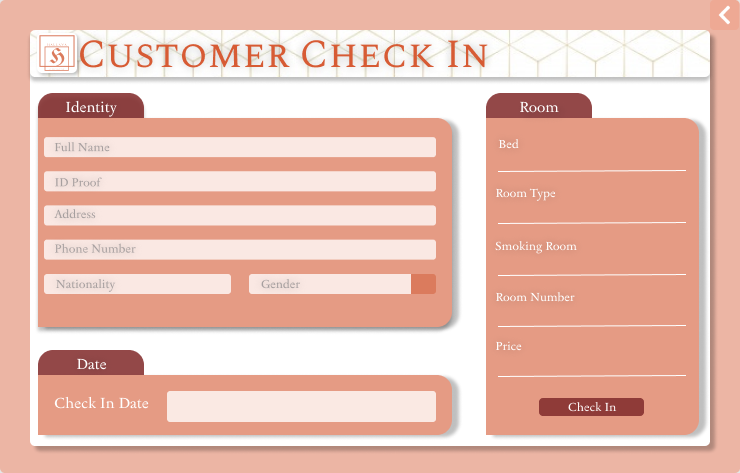 CUSTOMER CHECK IN
Identity
Full Name
ID Proof
Address
Phone Number
Nationality
Gender
Date
Check In Date
Room
Bed
Room Type
Smoking Room
Room Number
Price
Check In